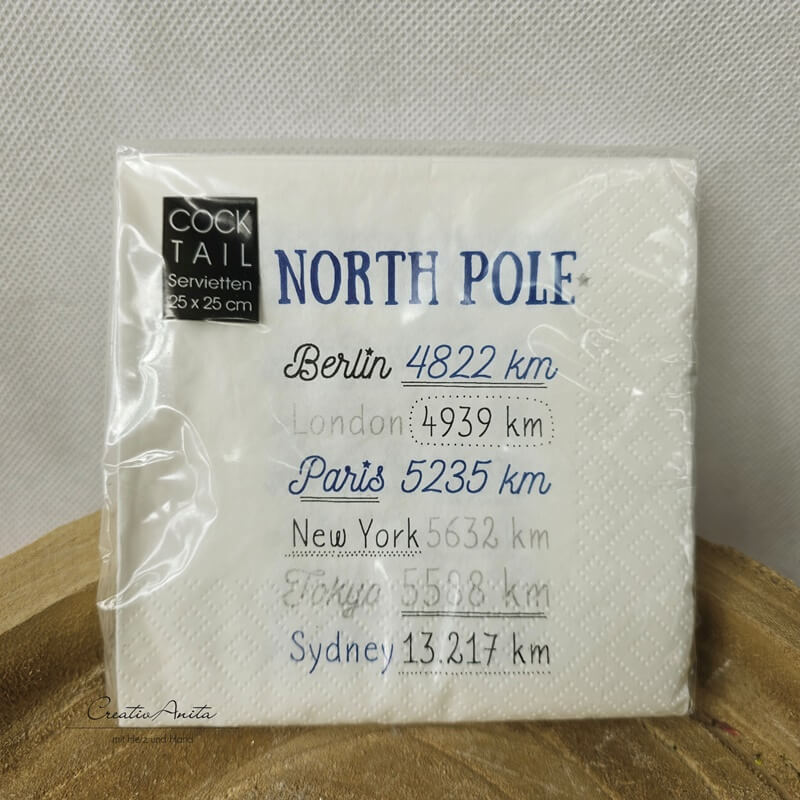 COCK
TAIL
Servietten
25 x 25 cm
NORTH POLE
Berlin 4822 km
London 4939 km
Paris 5235 km
New York 5632 km
Tokyo 5588 km
Sydney 13.217 km
CreativAnita
mit Herz und Hand